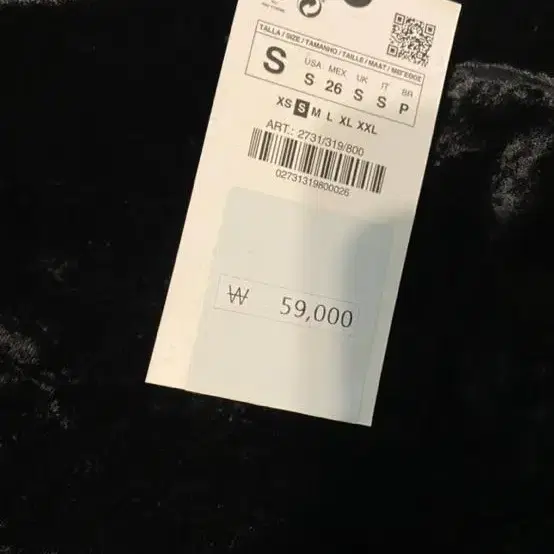 TALLA / SIZE / TAMANHO / TAILLE / MAAT / ΜΕΓΕΘΟΣ
S
USA MEX UK IT BR
S 26 S S P
XS S M L XL XXL
ART.: 2731/319/800
02731319800026
₩ 59,000